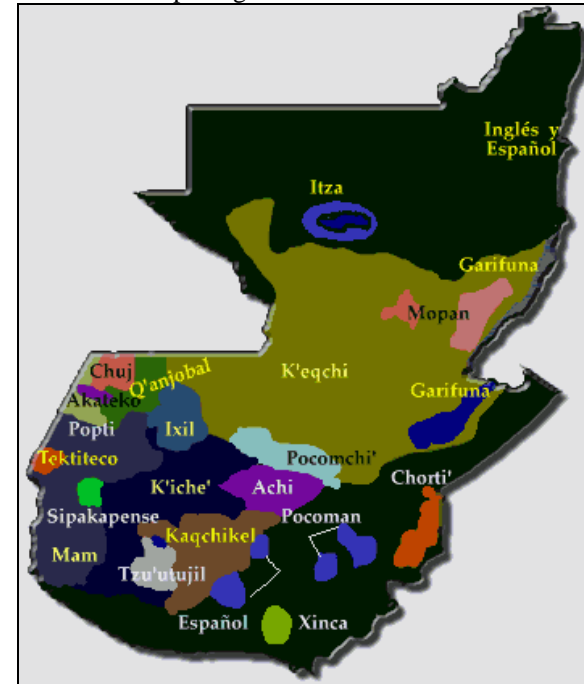 Inglés y
Español
Itza
Garifuna
Mopan
Chuj
Q'anjobal
K'eqchi
Akateko
Garifuna
Popti
Ixil
Tektiteco
Pocomchi'
Chorti'
K'iche'
Achi
Sipakapense
Pocoman
Kaqchikel
Mam
Tzu'utujil
Español
Xinca